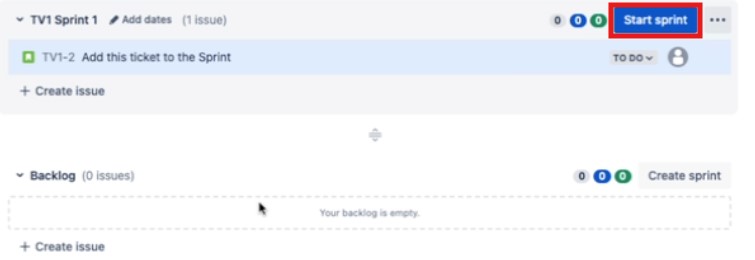 TV1 Sprint 1 Add dates (1 issue) 0 0 0 Start sprint ...
TV1-2 Add this ticket to the Sprint TO DO
+ Create issue
Backlog (0 issues) 0 0 0 Create sprint
Your backlog is empty.
+ Create issue